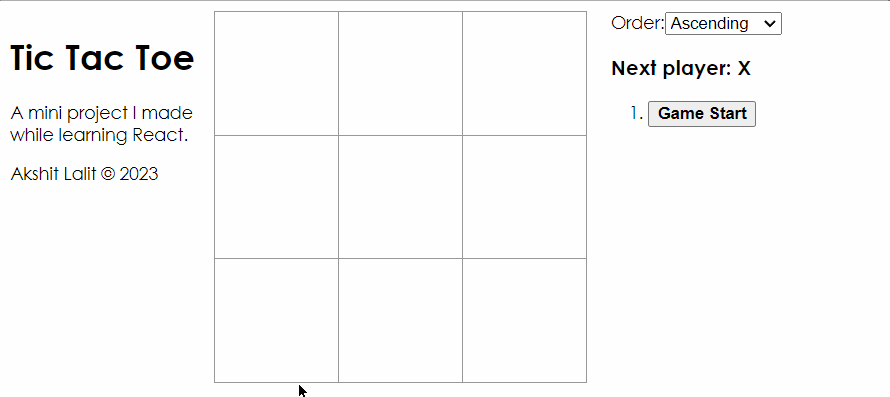 Tic Tac Toe
A mini project I made
while learning React.
Akshit Lalit © 2023
Order: Ascending
Next player: X
1. Game Start